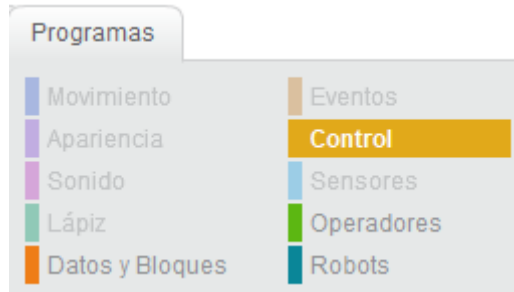 Programas
Movimiento
Eventos
Apariencia
Control
Sonido
Sensores
Lápiz
Operadores
Datos y Bloques
Robots